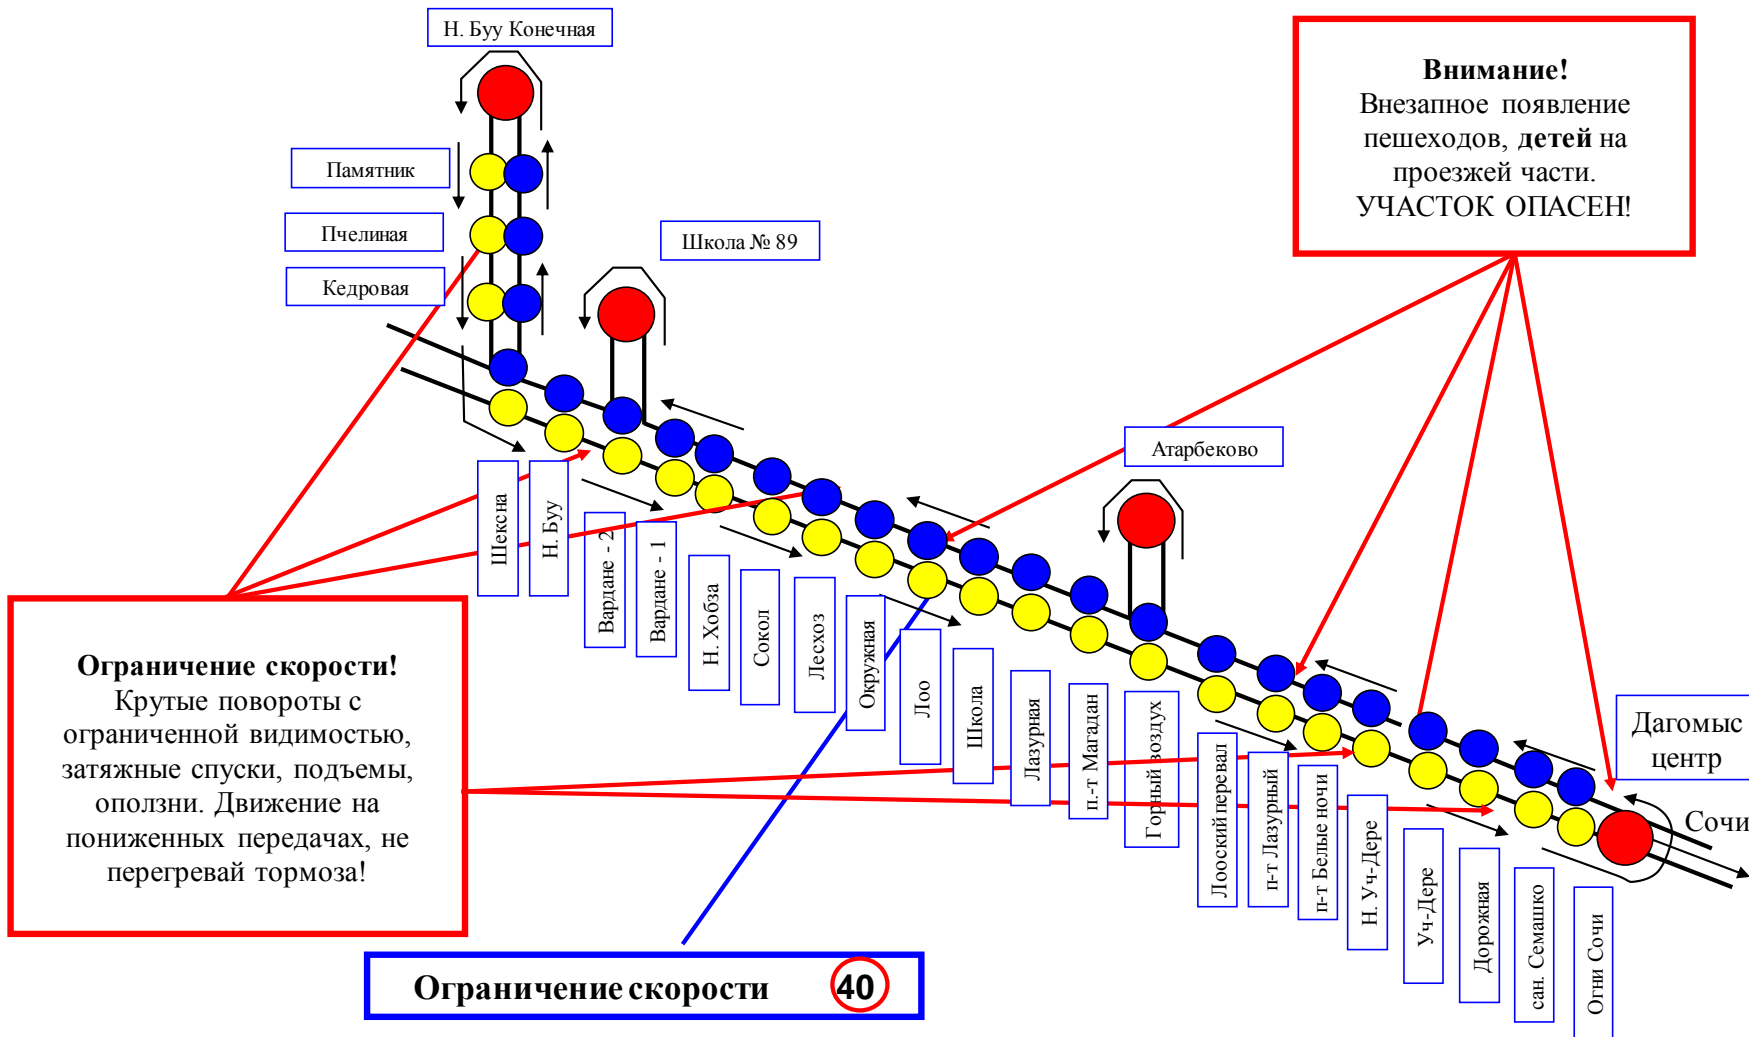 Н. Буу Конечная
Внимание!
Внезапное появление
пешеходов, детей на
проезжей части.
УЧАСТОК ОПАСЕН!
Памятник
Пчелиная
Кедровая
Школа № 89
Атарбеково
Шексна
Н. Буу
Вардане - 2
Вардане - 1
Н. Хобза
Сокол
Лесхоз
Окружная
Лоо
Школа
Лазурная
п.-т Магадан
Горный воздух
Лооский перевал
п-т Лазурный
п-т Белые ночи
Н. Уч-Дере
Уч-Дере
Дорожная
сан. Семашко
Огни Сочи
Дагомыс
центр
Сочи
Ограничение скорости!
Крутые повороты с
ограниченной видимостью,
затяжные спуски, подъемы,
оползни. Движение на
пониженных передачах, не
перегревай тормоза!
Ограничение скорости 40